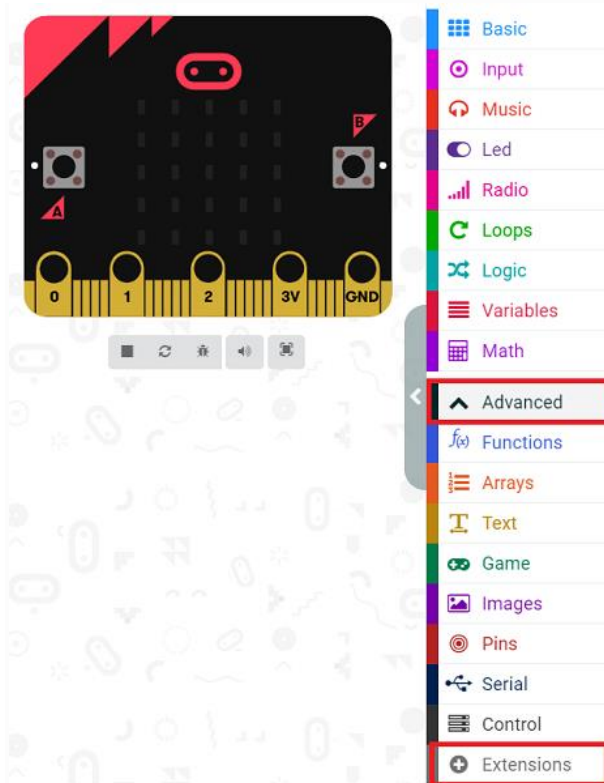 B
A
0 1 2 3V GND
Basic
Input
Music
Led
Radio
Loops
Logic
Variables
Math
Advanced
f(x) Functions
Arrays
Text
Game
Images
Pins
Serial
Control
Extensions